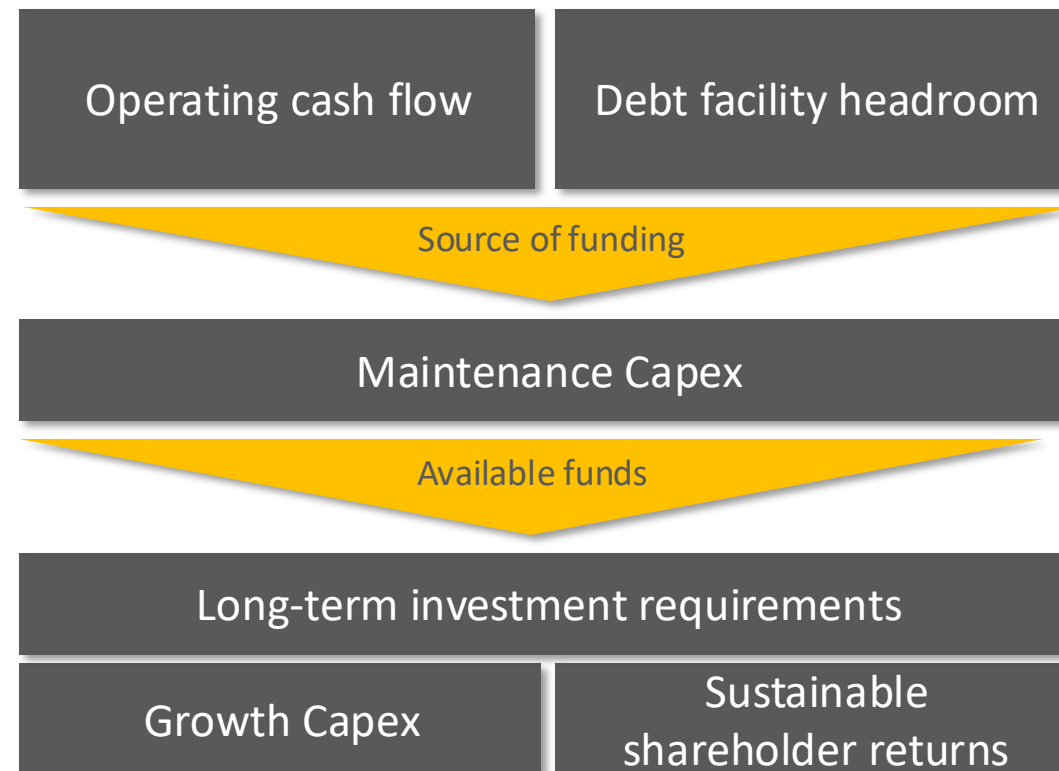 Operating cash flow
Debt facility headroom
Source of funding
Maintenance Capex
Available funds
Long-term investment requirements
Growth Capex
Sustainable
shareholder returns